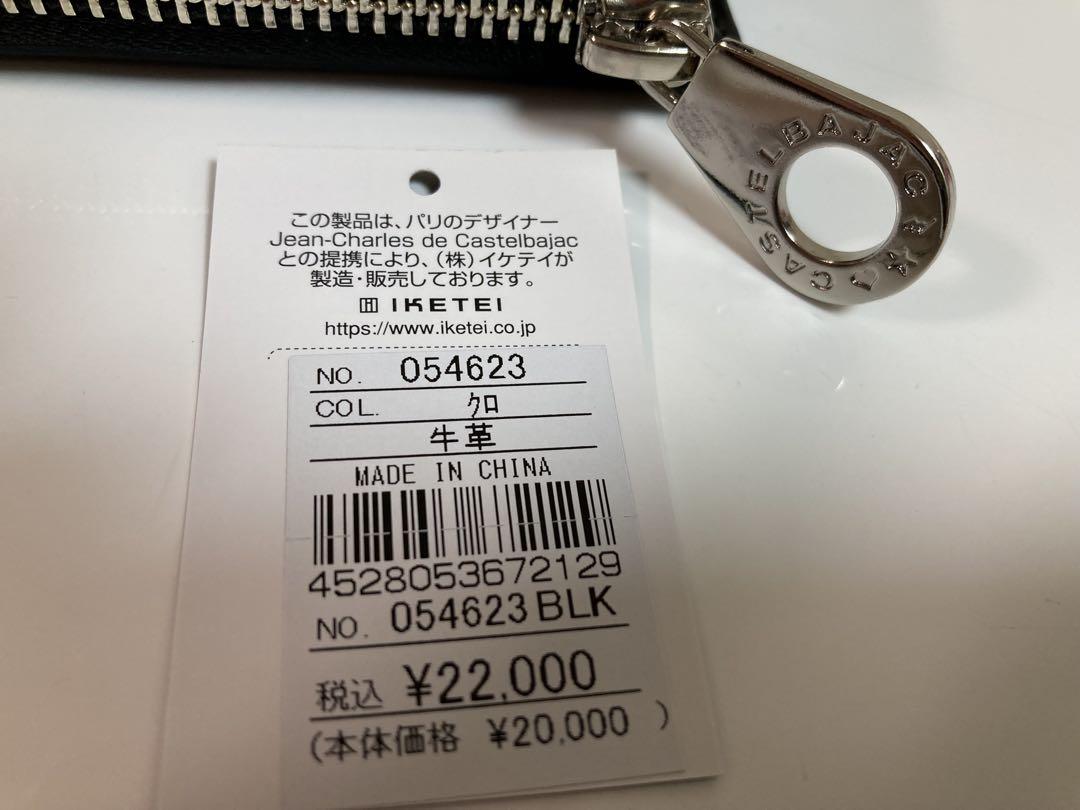 CASTELBAJAC
この製品は、パリのデザイナー
Jean-Charles de Castelbajac
との提携により、(株)イケテイが
製造・販売しております。
IKETEI
https://www.iketei.co.jp
NO. 054623
COL. クロ
牛革
MADE IN CHINA
4528053672129
NO. 054623BLK
税込 ¥22,000
(本体価格 ¥20,000 )